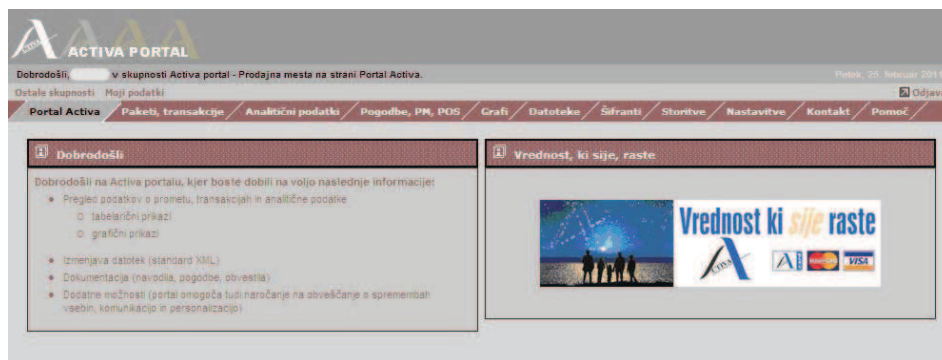 ACTIVA PORTAL
Dobrodošli, v skupnosti Activa portal - Prodajna mesta na strani Portal Activa.
Petek, 25. februar 2011
Ostale skupnosti Moji podatki
Odjava
Portal Activa Paketi, transakcije Analitični podatki Pogodbe, PM, POS Grafi Datoteke Šifranti Storitve Nastavitve Kontakt Pomoč
Dobrodošli
Dobrodošli na Activa portalu, kjer boste dobili na voljo naslednje informacije:
Pregled podatkov o prometu, transakcijah in analitične podatke
tabelarični prikazi
grafični prikazi
Izmenjava datotek (standard XML)
Dokumentacija (navodila, pogodbe, obvestila)
Dodatne možnosti (portal omogoča tudi naročanje na obveščanje o spremembah
vsebin, komunikacijo in personalizacijo)
Vrednost, ki sije, raste
Vrednost ki sije raste
ACTIVA
VISA